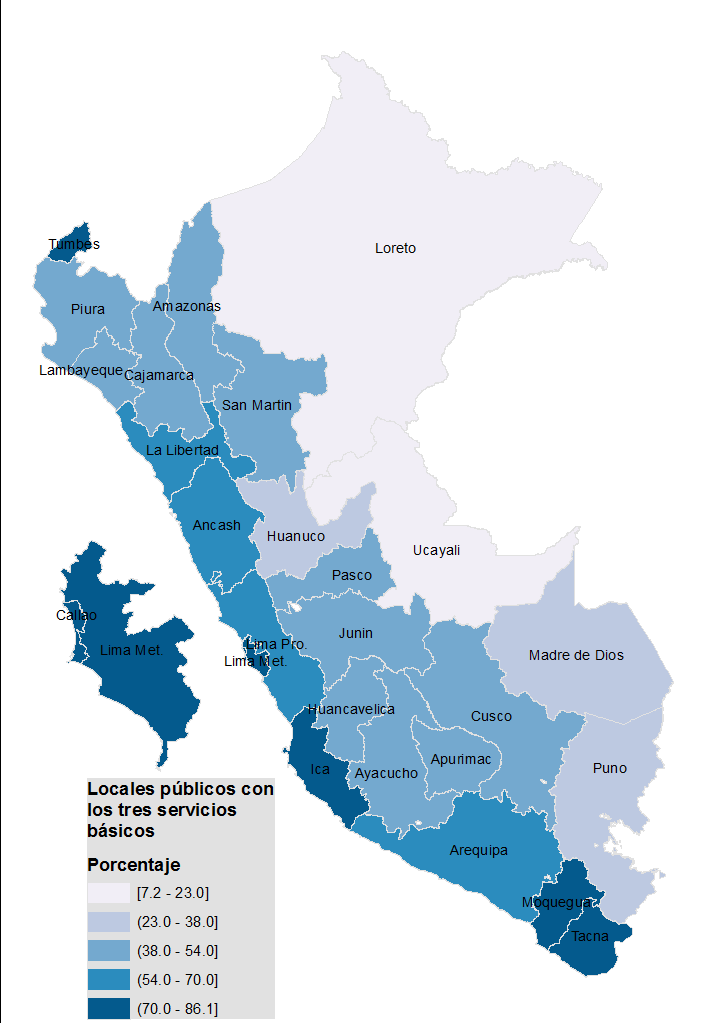 Loreto
Tumbes
Amazonas
Piura
Lambayeque
Cajamarca
San Martin
La Libertad
Ancash
Huanuco
Ucayali
Pasco
Callao
Junin
Lima Pro.
Lima Met.
Lima Met.
Madre de Dios
Huancavelica
Cusco
Apurimac
Ica
Ayacucho
Puno
Arequipa
Moquegua
Tacna
Locales públicos con
los tres servicios
básicos
Porcentaje
[7.2 - 23.0]
(23.0 - 38.0]
(38.0 - 54.0]
(54.0 - 70.0]
(70.0 - 86.1]